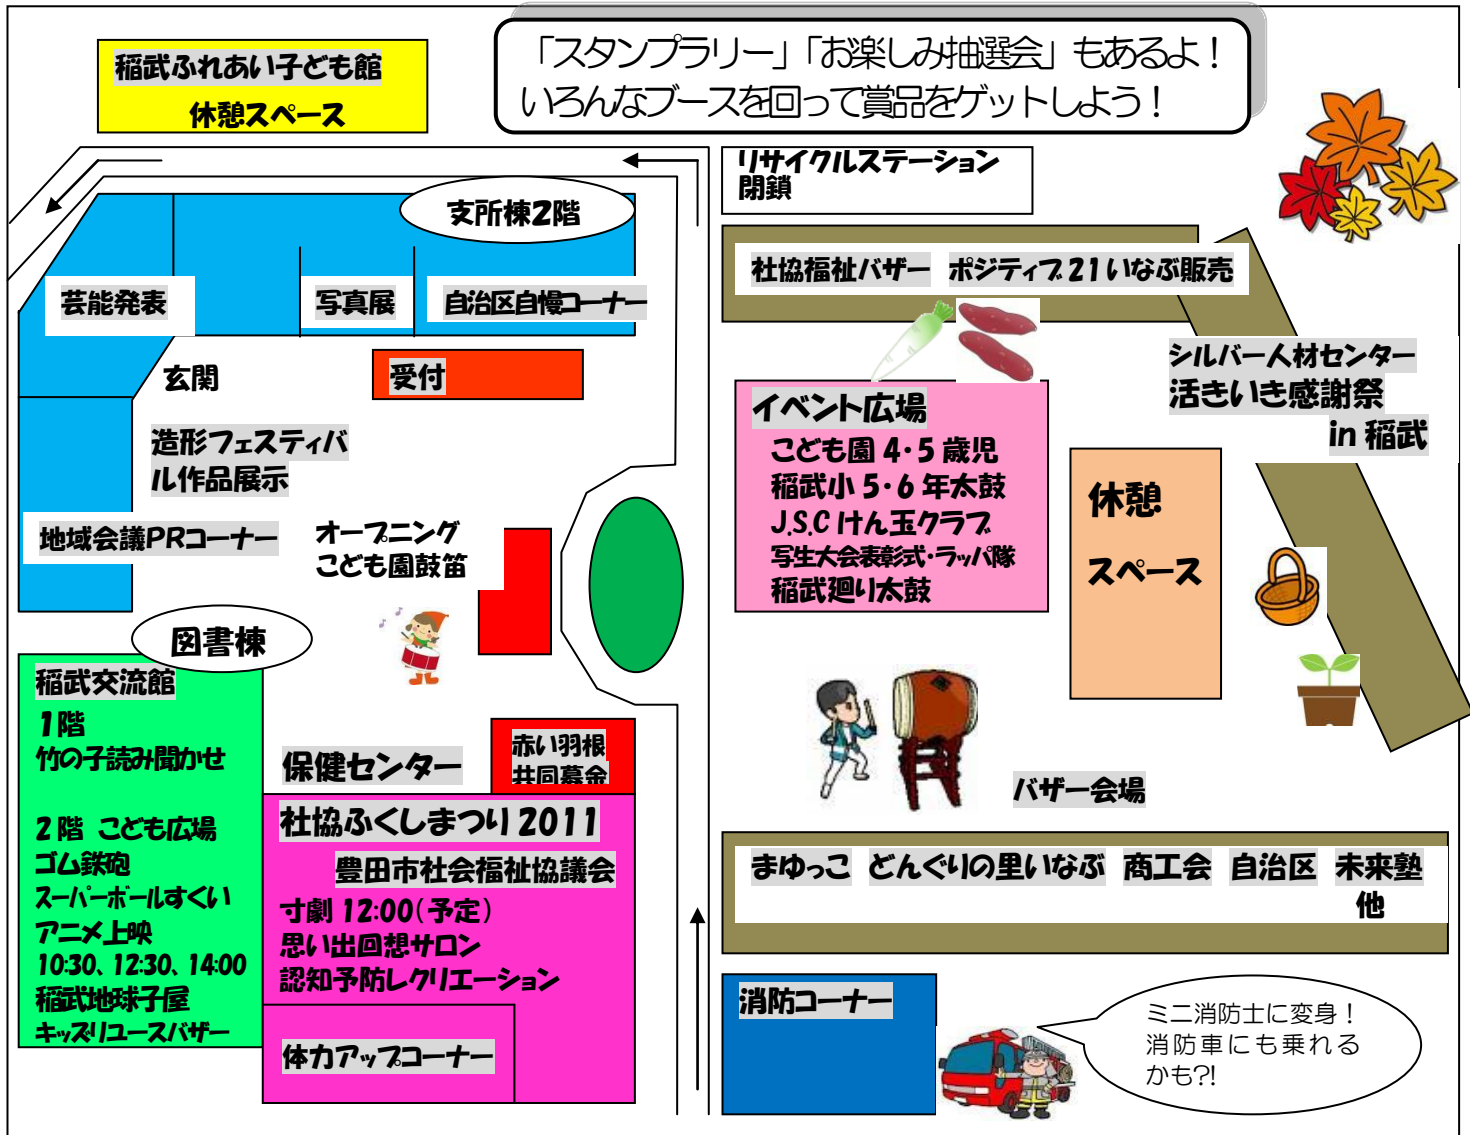 「スタンプラリー」「お楽しみ抽選会」もあるよ！
いろんなブースを回って賞品をゲットしよう！
稲武ふれあい子ども館
休憩スペース
リサイクルステーション
閉鎖
支所棟2階
芸能発表
写真展
自治区自慢コーナー
社協福祉バザー ポジティブ21いなぶ販売
シルバー人材センター
活きいき感謝祭
in 稲武
玄関
受付
造形フェスティバ
ル作品展示
地域会議PRコーナー
オープニング
こども園鼓笛
イベント広場
こども園 4・5 歳児
稲武小 5・6 年太鼓
J.S.C けん玉クラブ
写生大会表彰式・ラッパ隊
稲武廻り太鼓
休憩
スペース
図書棟
稲武交流館
1階
竹の子読み聞かせ
2階 こども広場
ゴム鉄砲
スーパーボールすくい
アニメ上映
10:30、12:30、14:00
稲武地球子屋
キッズリユースバザー
保健センター
赤い羽根
共同募金
社協ふくしまつり 2011
豊田市社会福祉協議会
寸劇 12:00(予定)
思い出回想サロン
認知予防レクリエーション
体力アップコーナー
バザー会場
まゆっこ どんぐりの里いなぶ 商工会 自治区 未来塾
他
消防コーナー
ミニ消防士に変身！
消防車にも乗れる
かも?!